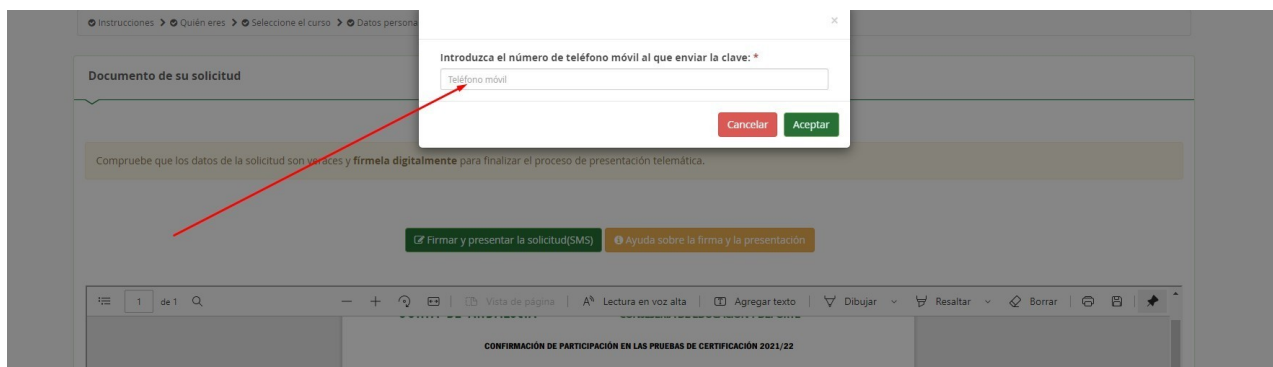 Instrucciones > Quién eres > Seleccione el curso > Datos persona
×
Introduzca el número de teléfono móvil al que enviar la clave: *
Teléfono móvil
Cancelar Aceptar
Documento de su solicitud
Compruebe que los datos de la solicitud son veraces y fírmela digitalmente para finalizar el proceso de presentación telemática.
Firmar y presentar la solicitud(SMS) Ayuda sobre la firma y la presentación
1 de 1 Vista de página Lectura en voz alta Agregar texto Dibujar Resaltar Borrar
CONFIRMACIÓN DE PARTICIPACIÓN EN LAS PRUEBAS DE CERTIFICACIÓN 2021/22